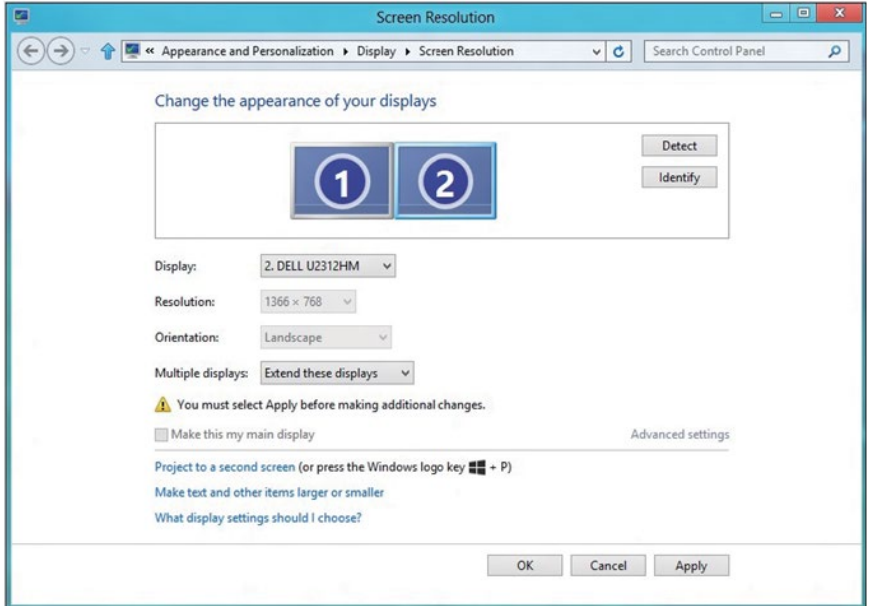 Screen Resolution
« Appearance and Personalization ▸ Display ▸ Screen Resolution
Search Control Panel
Change the appearance of your displays
1
2
Detect
Identify
Display:
2. DELL U2312HM
Resolution:
1366 × 768
Orientation:
Landscape
Multiple displays:
Extend these displays
You must select Apply before making additional changes.
Make this my main display
Advanced settings
Project to a second screen (or press the Windows logo key + P)
Make text and other items larger or smaller
What display settings should I choose?
OK
Cancel
Apply